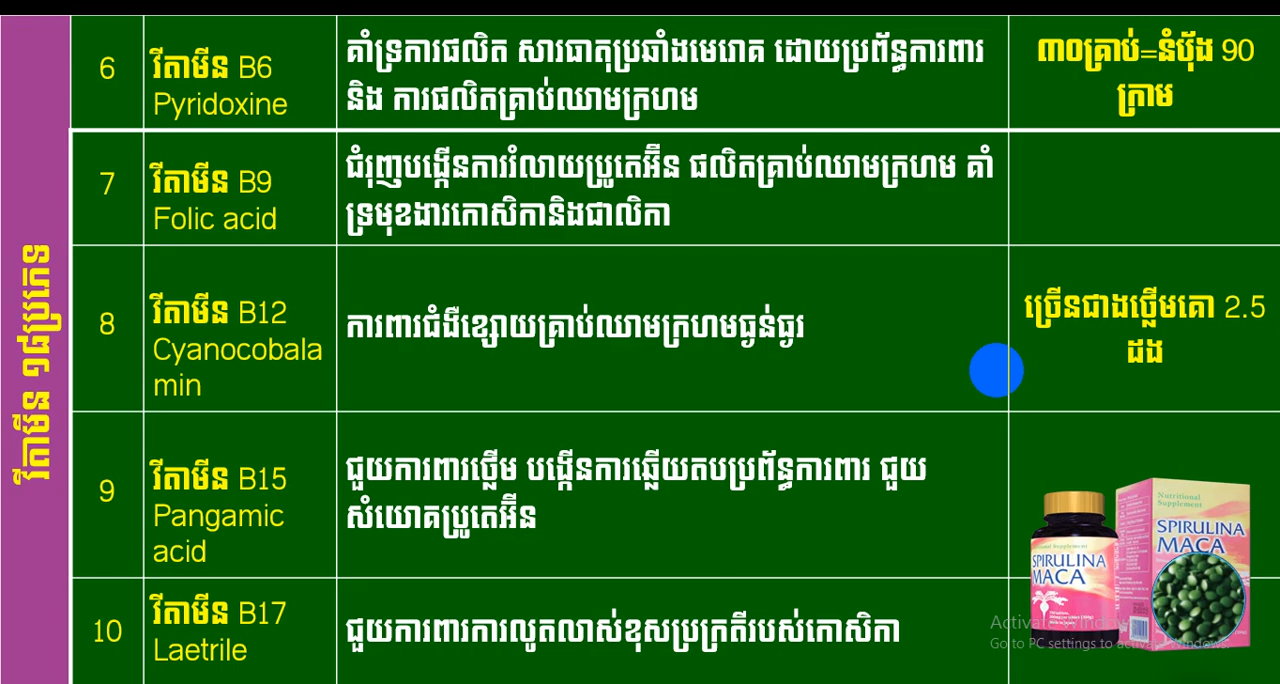 វីតាមីន ១៨ប្រភេទ
6
វីតាមីន B6
Pyridoxine
គាំទ្រការផលិត សារធាតុប្រឆាំងមេរោគ ដោយប្រព័ន្ធការពារ
និង ការផលិតគ្រាប់ឈាមក្រហម
៣០គ្រាប់=នំប៉័ង 90
ក្រាម
7
វីតាមីន B9
Folic acid
ជំរុញបង្កើនការរំលាយប្រូតេអ៊ីន ផលិតគ្រាប់ឈាមក្រហម គាំ
ទ្រមុខងារកោសិកានិងជាលិកា
8
វីតាមីន B12
Cyanocobala
min
ការពារជំងឺខ្សោយគ្រាប់ឈាមក្រហមធ្ងន់ធ្ងរ
ច្រើនជាងថ្លើមគោ 2.5
ដង
9
វីតាមីន B15
Pangamic
acid
ជួយការពារថ្លើម បង្កើនការឆ្លើយតបប្រព័ន្ធការពារ ជួយ
សំយោគប្រូតេអ៊ីន
10
វីតាមីន B17
Laetrile
ជួយការពារការលូតលាស់ខុសប្រក្រតីរបស់កោសិកា
Nutritional Supplement
SPIRULINA
MACA
Nutritional
Supplement
SPIRULINA
MACA
Activate Windows
Go to PC settings to activate Windows.